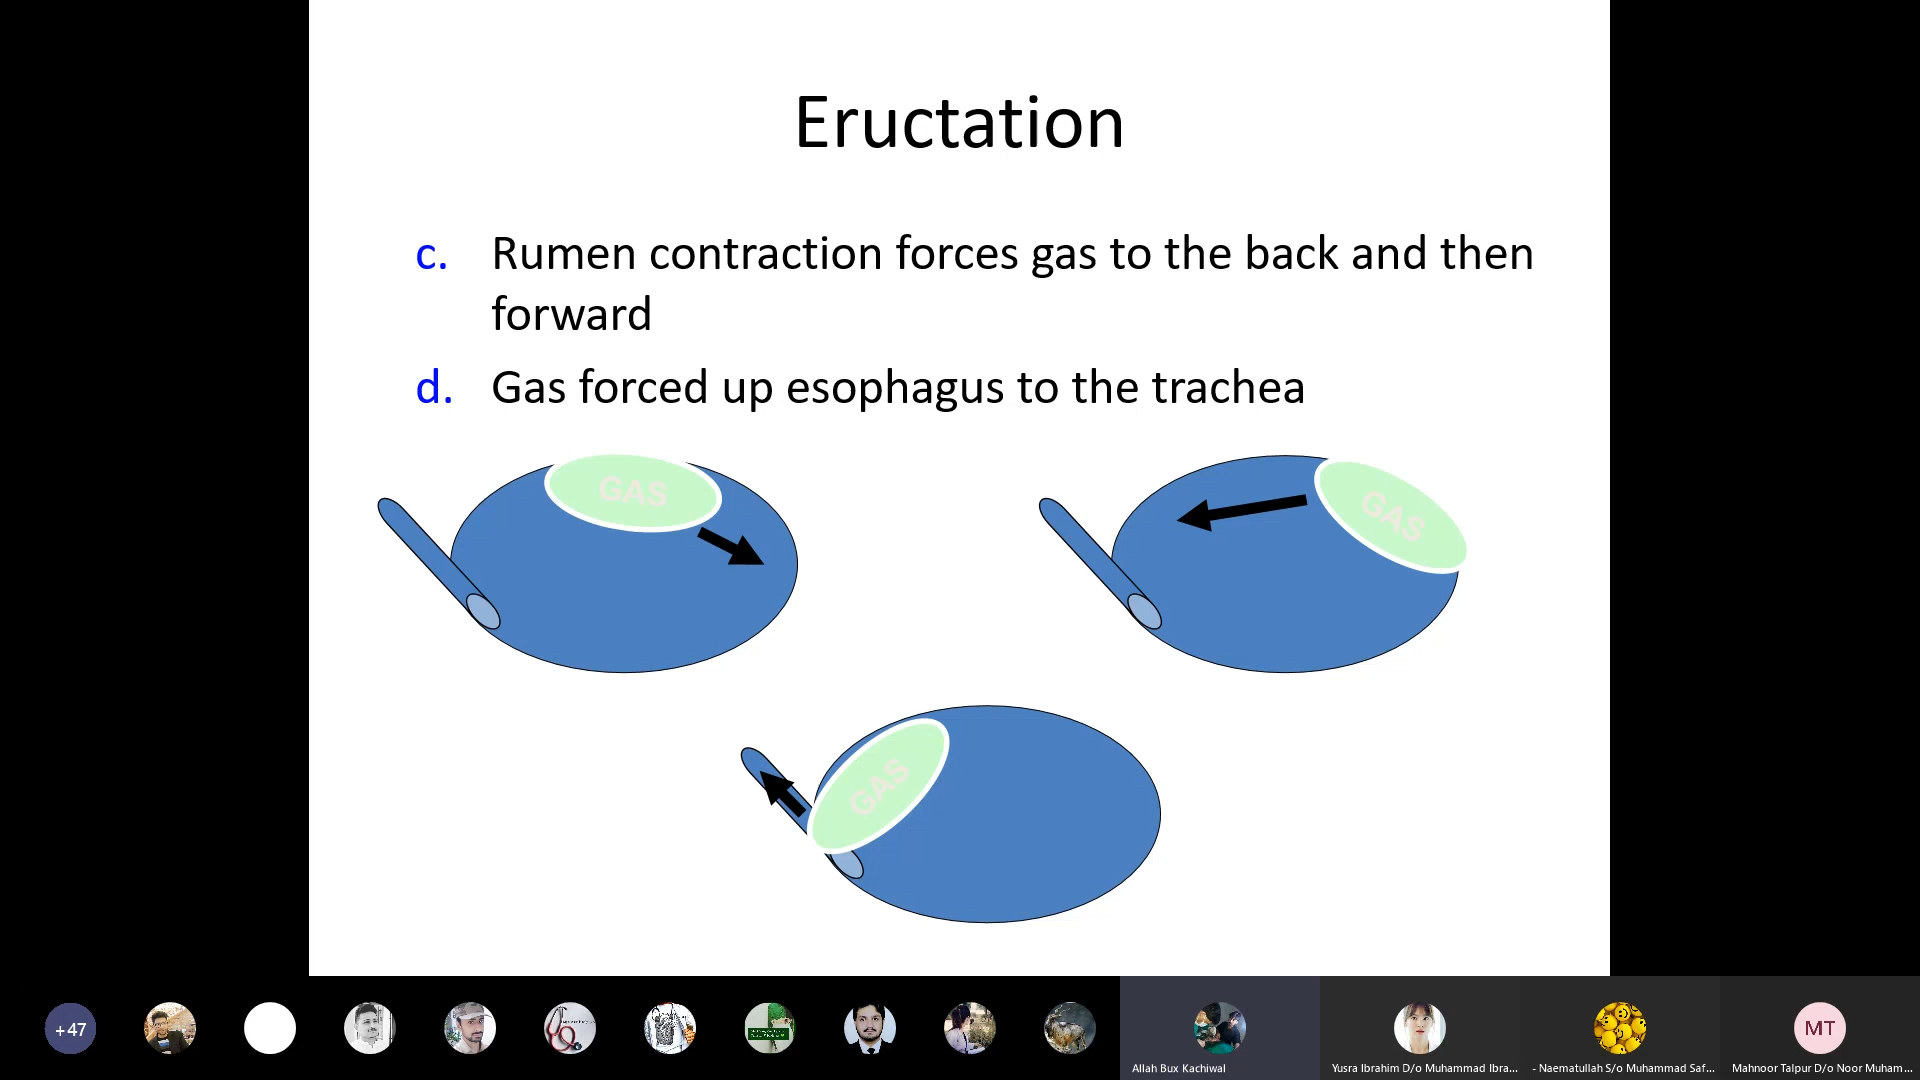 Eructation
c. Rumen contraction forces gas to the back and then
forward
d. Gas forced up esophagus to the trachea
GAS
GAS
GAS
+47
MT
Allah Bux Kachiwal
Yusra Ibrahim D/o Muhammad Ibra...
- Naematullah S/o Muhammad Saf...
Mahnoor Talpur D/o Noor Muham...